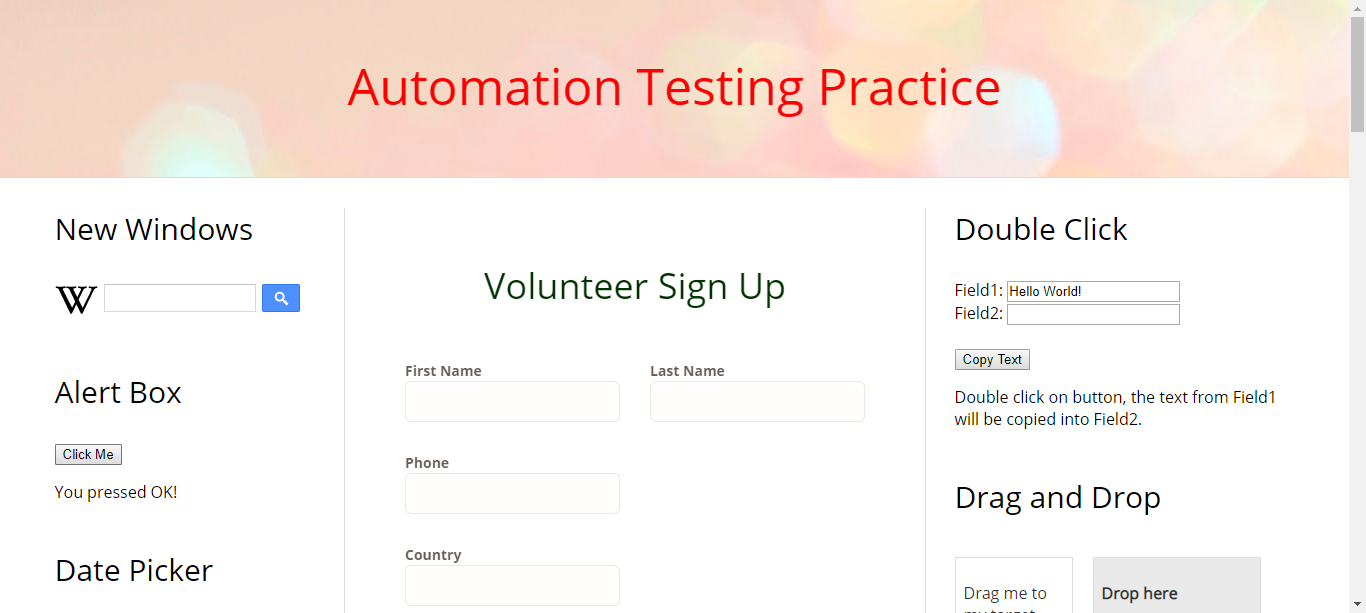 Automation Testing Practice
New Windows
W
Alert Box
Click Me
You pressed OK!
Date Picker
Volunteer Sign Up
First Name
Last Name
Phone
Country
Double Click
Field1: Hello World!
Field2:
Copy Text
Double click on button, the text from Field1
will be copied into Field2.
Drag and Drop
Drag me to
my target
Drop here